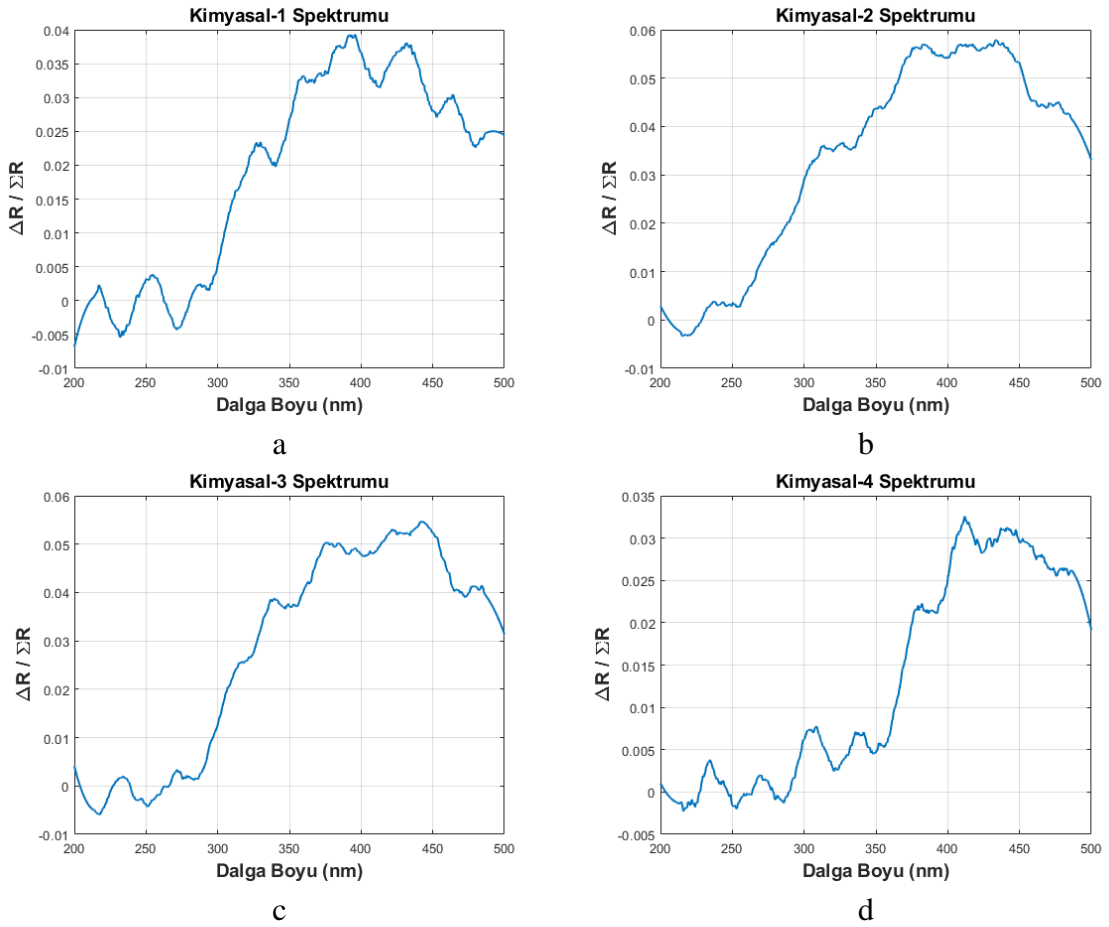 Kimyasal-1 Spektrumu
0.04
0.035
0.03
0.025
0.02
0.015
0.01
0.005
0
-0.005
-0.01
ΔR / ΣR
200 250 300 350 400 450 500
Dalga Boyu (nm)
a
Kimyasal-2 Spektrumu
0.06
0.05
0.04
0.03
0.02
0.01
0
-0.01
ΔR / ΣR
200 250 300 350 400 450 500
Dalga Boyu (nm)
b
Kimyasal-3 Spektrumu
0.06
0.05
0.04
0.03
0.02
0.01
0
-0.01
ΔR / ΣR
200 250 300 350 400 450 500
Dalga Boyu (nm)
c
Kimyasal-4 Spektrumu
0.035
0.03
0.025
0.02
0.015
0.01
0.005
0
-0.005
ΔR / ΣR
200 250 300 350 400 450 500
Dalga Boyu (nm)
d